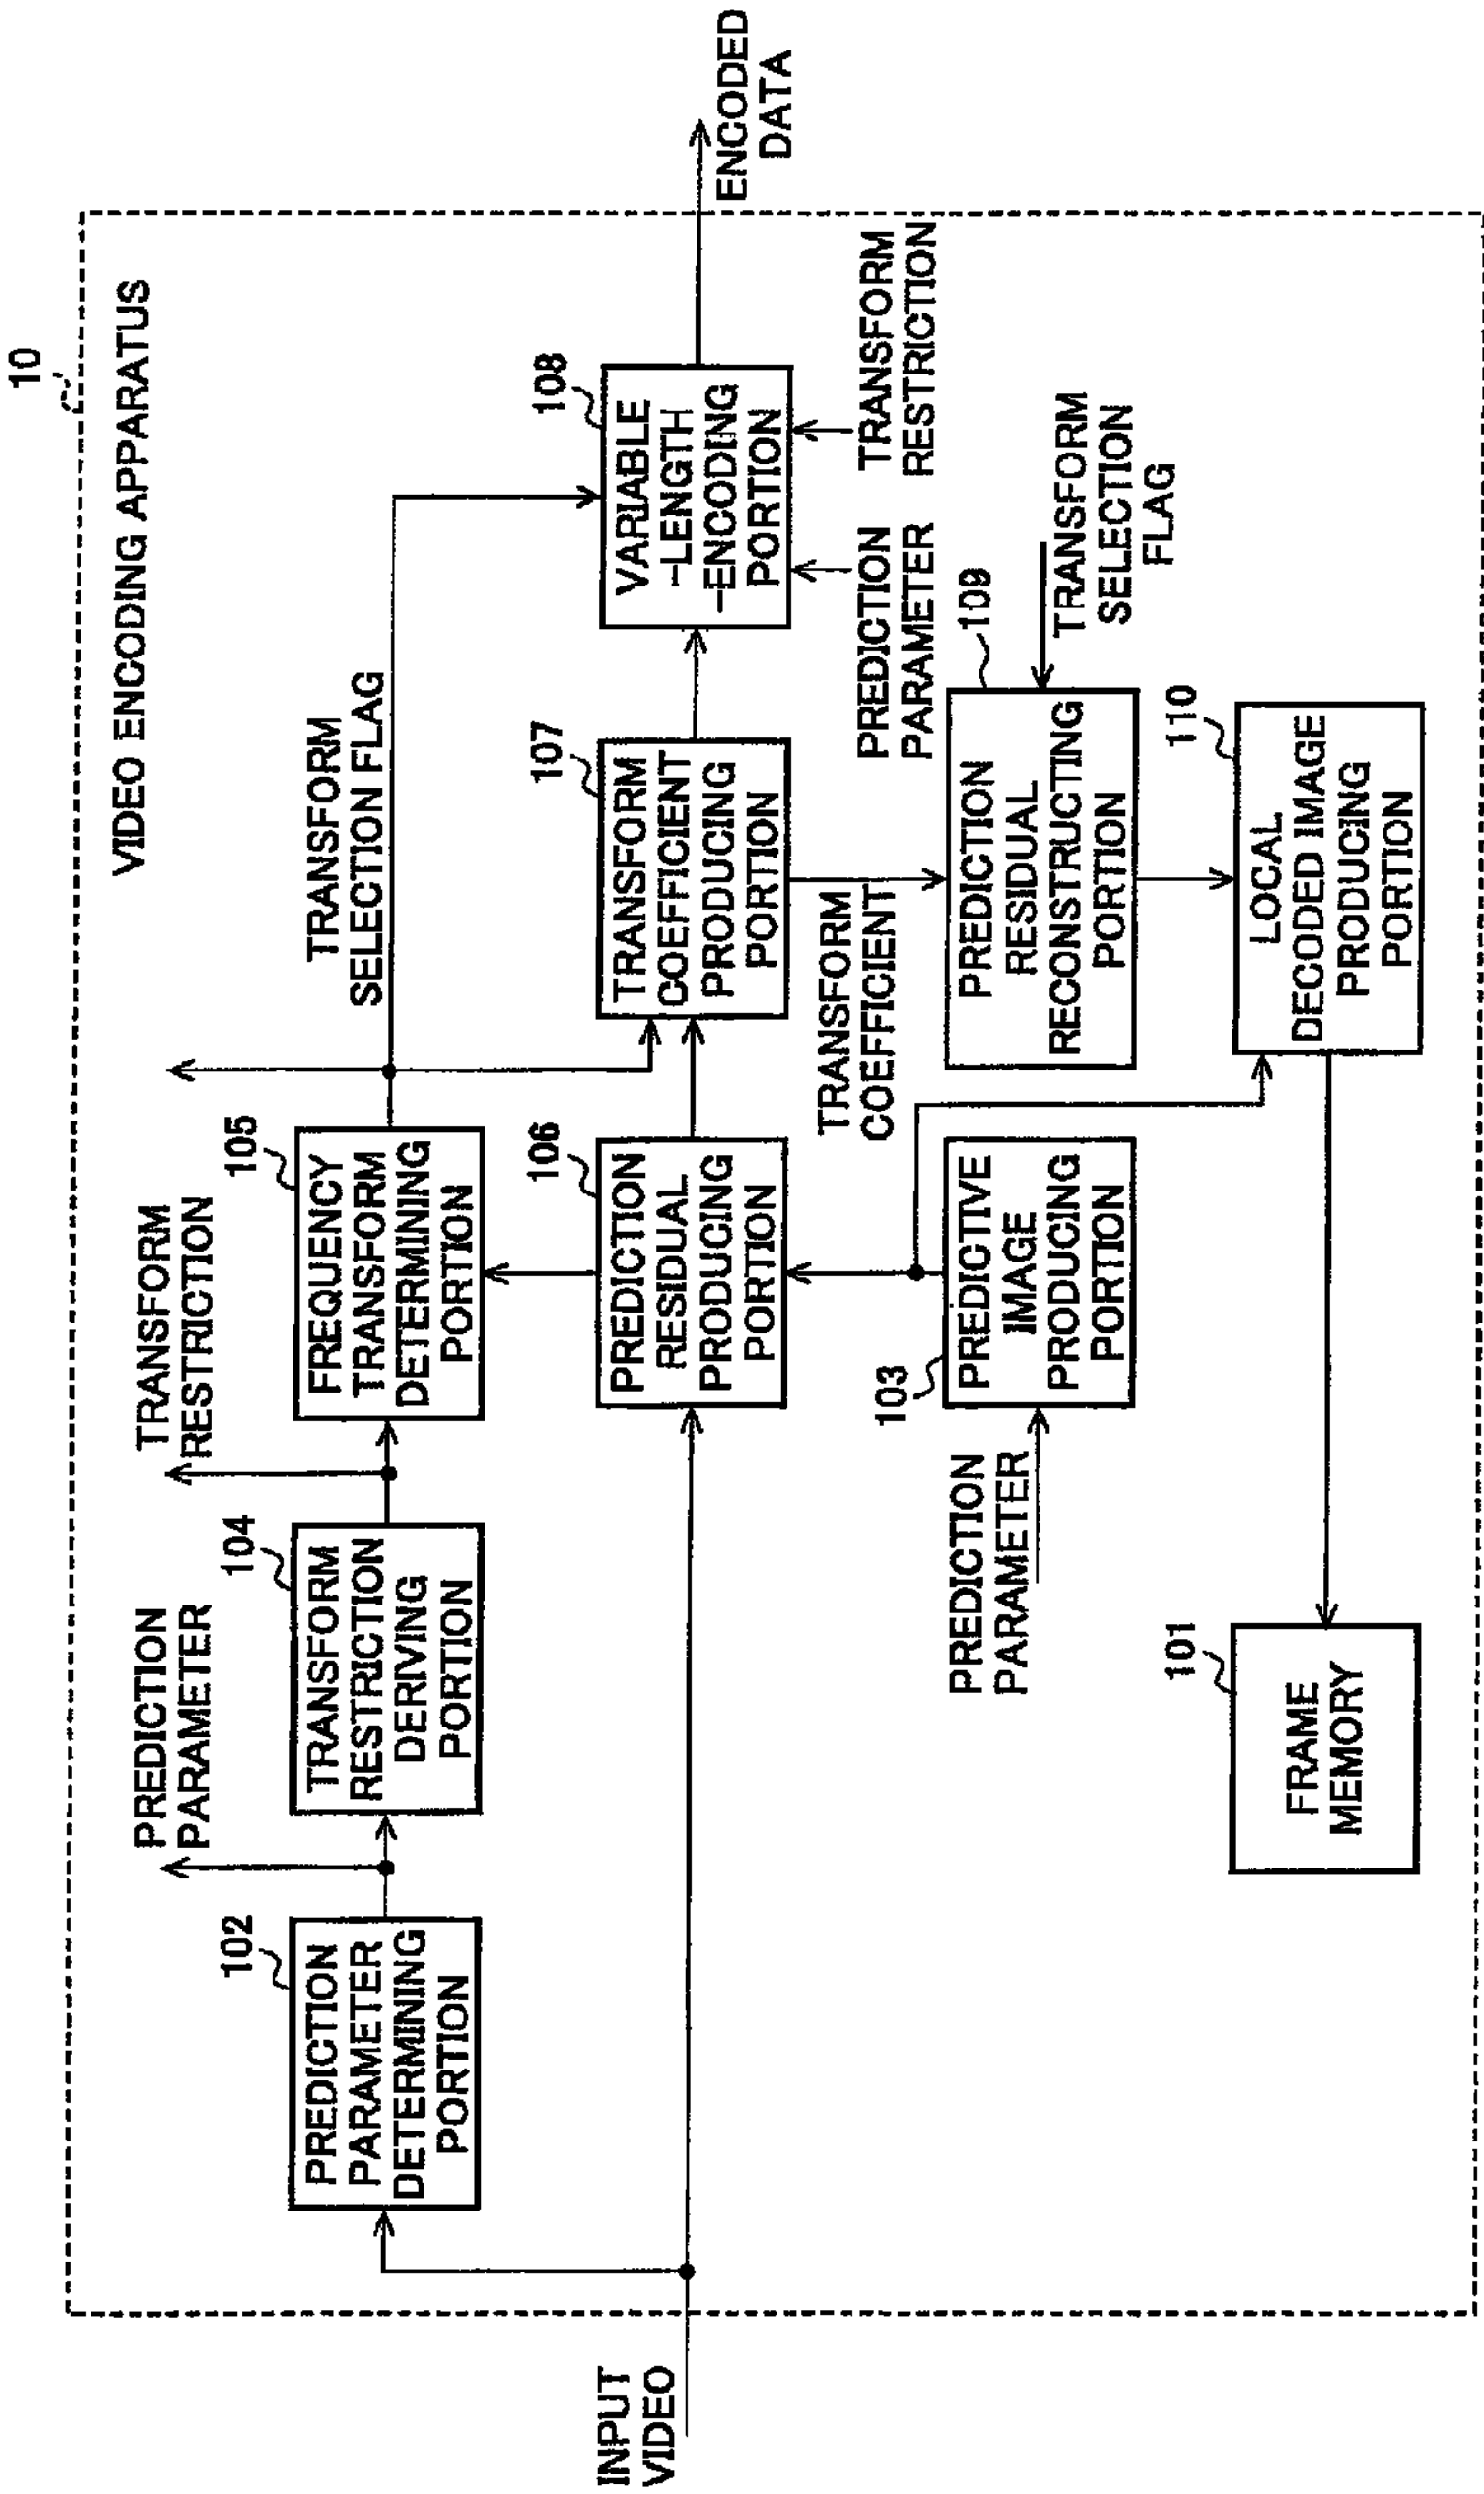 10
VIDEO ENCODING APPARATUS
PREDICTION
PARAMETER
TRANSFORM
RESTRICTION
102
PREDICTION
PARAMETER
DETERMINING
PORTION
104
TRANSFORM
RESTRICTION
DERIVING
PORTION
105
FREQUENCY
TRANSFORM
DETERMINING
PORTION
TRANSFORM
SELECTION FLAG
INPUT
VIDEO
106
PREDICTION
RESIDUAL
PRODUCING
PORTION
107
TRANSFORM
COEFFICIENT
PRODUCING
PORTION
108
VARIABLE
-LENGTH
-ENCODING
PORTION
ENCODED
DATA
TRANSFORM
COEFFICIENT
PREDICTION
PARAMETER
TRANSFORM
RESTRICTION
PREDICTION
PARAMETER
103
PREDICTIVE
IMAGE
PRODUCING
PORTION
109
PREDICTION
RESIDUAL
RECONSTRUCTING
PORTION
TRANSFORM
SELECTION
FLAG
101
FRAME
MEMORY
110
LOCAL
DECODED IMAGE
PRODUCING
PORTION